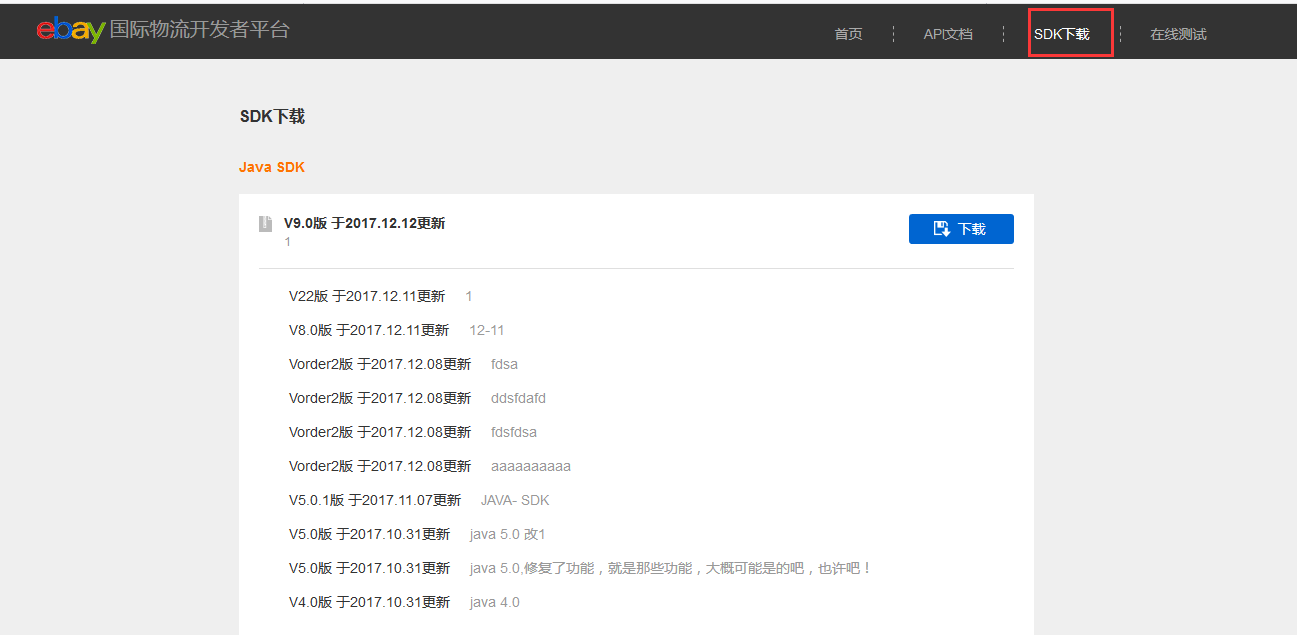 ebay 国际物流开发者平台
首页 API文档 SDK下载 在线测试
SDK下载
Java SDK
V9.0版 于2017.12.12更新
1
下载
V22版 于2017.12.11更新 1
V8.0版 于2017.12.11更新 12-11
Vorder2版 于2017.12.08更新 fdsa
Vorder2版 于2017.12.08更新 ddsfdafd
Vorder2版 于2017.12.08更新 fdsfdsa
Vorder2版 于2017.12.08更新 aaaaaaaaaa
V5.0.1版 于2017.11.07更新 JAVA- SDK
V5.0版 于2017.10.31更新 java 5.0 改1
V5.0版 于2017.10.31更新 java 5.0,修复了功能，就是那些功能，大概可能是的吧，也许吧！
V4.0版 于2017.10.31更新 java 4.0